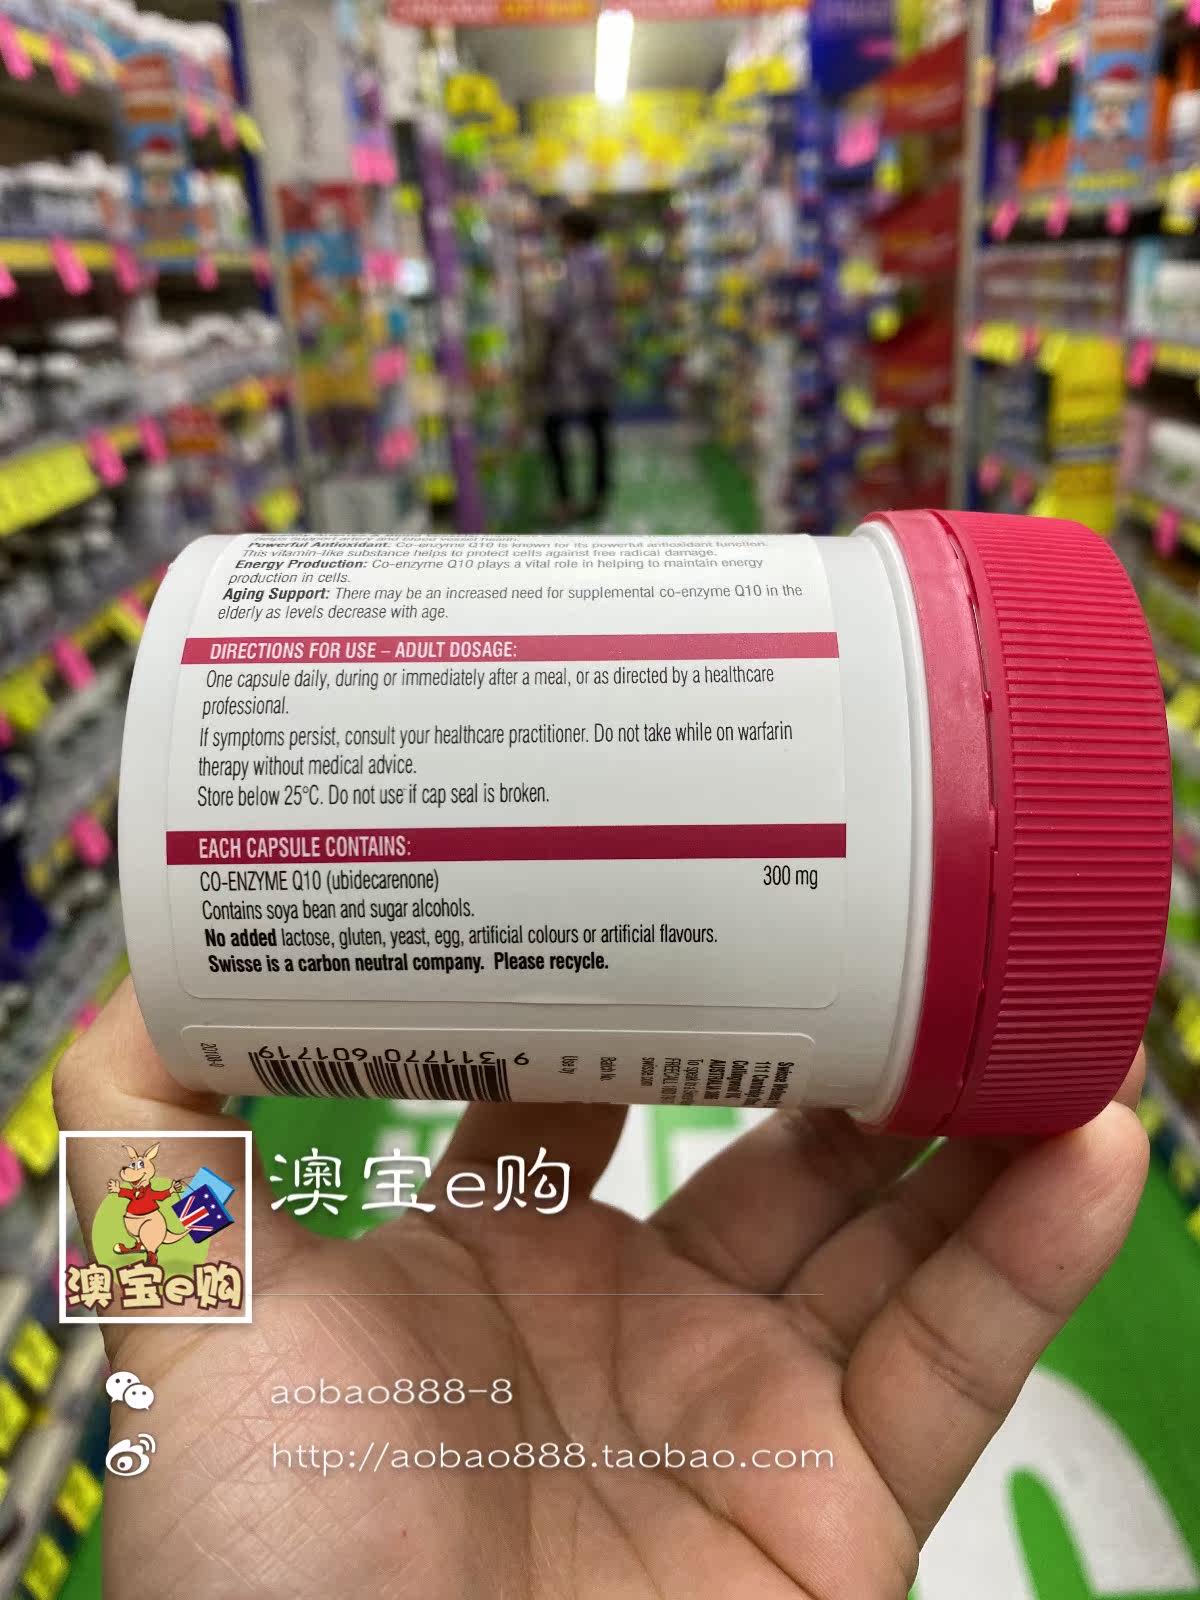 Powerful Antioxidant: Co-enzyme Q10 is known for its powerful antioxidant function.
This vitamin-like substance helps to protect cells against free radical damage.
Energy Production: Co-enzyme Q10 plays a vital role in helping to maintain energy
production in cells.
Aging Support: There may be an increased need for supplemental co-enzyme Q10 in the
elderly as levels decrease with age.
DIRECTIONS FOR USE – ADULT DOSAGE:
One capsule daily, during or immediately after a meal, or as directed by a healthcare
professional.
If symptoms persist, consult your healthcare practitioner. Do not take while on warfarin
therapy without medical advice.
Store below 25°C. Do not use if cap seal is broken.
EACH CAPSULE CONTAINS:
CO-ENZYME Q10 (ubidecarenone) 300 mg
Contains soya bean and sugar alcohols.
No added lactose, gluten, yeast, egg, artificial colours or artificial flavours.
Swisse is a carbon neutral company. Please recycle.
9 311770 601719
Use by
Batch No.
swisse.com
澳宝e购
澳宝e购
aobao888-8
http://aobao888.taobao.com